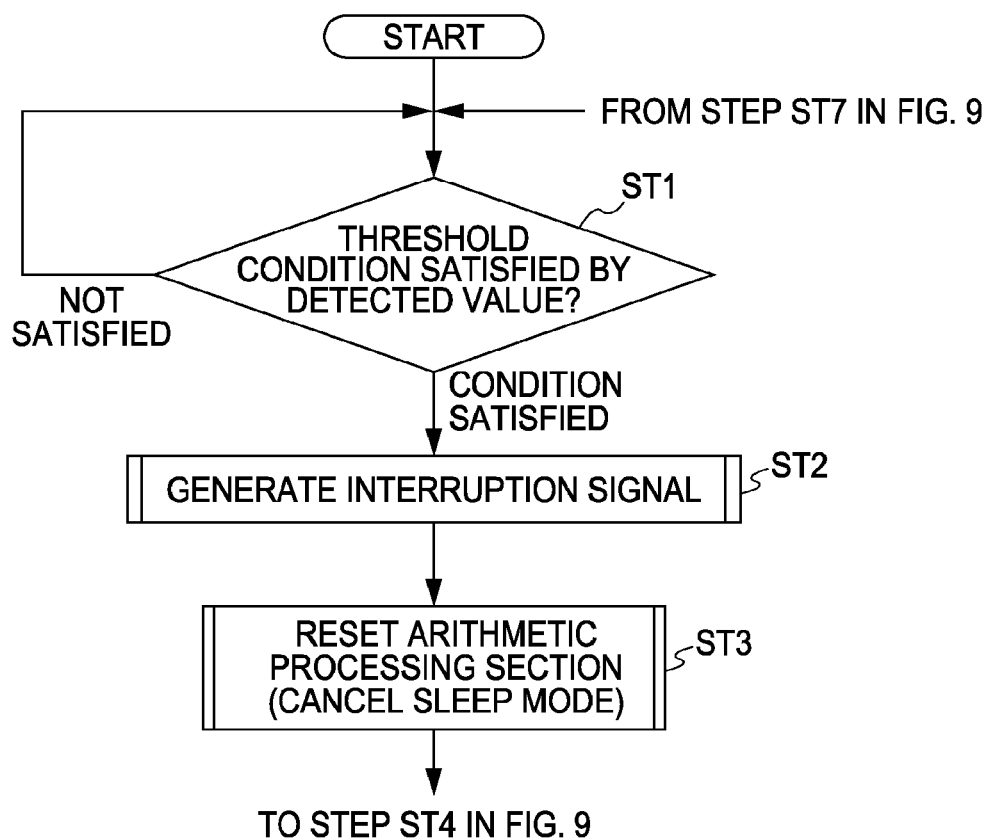 START
FROM STEP ST7 IN FIG. 9
ST1
THRESHOLD
CONDITION SATISFIED BY
DETECTED VALUE?
NOT
SATISFIED
CONDITION
SATISFIED
ST2
GENERATE INTERRUPTION SIGNAL
ST3
RESET ARITHMETIC
PROCESSING SECTION
(CANCEL SLEEP MODE)
TO STEP ST4 IN FIG. 9